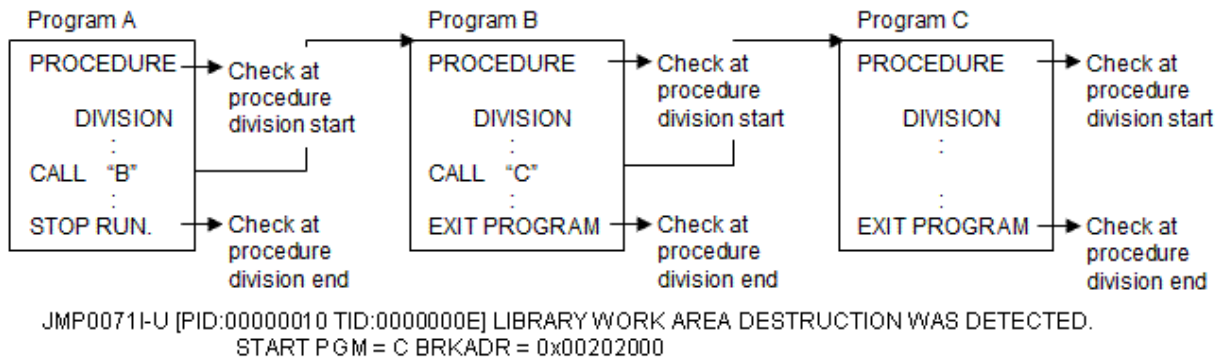 Program A
PROCEDURE
DIVISION
:
CALL "B"
:
STOP RUN.
Check at
procedure
division start
Check at
procedure
division end
Program B
PROCEDURE
DIVISION
:
CALL "C"
:
EXIT PROGRAM
Check at
procedure
division start
Check at
procedure
division end
Program C
PROCEDURE
DIVISION
:
:
EXIT PROGRAM
Check at
procedure
division start
Check at
procedure
division end
JMP0071I-U [PID:00000010 TID:0000000E] LIBRARY WORK AREA DESTRUCTION WAS DETECTED.
START PGM = C BRKADR = 0x00202000